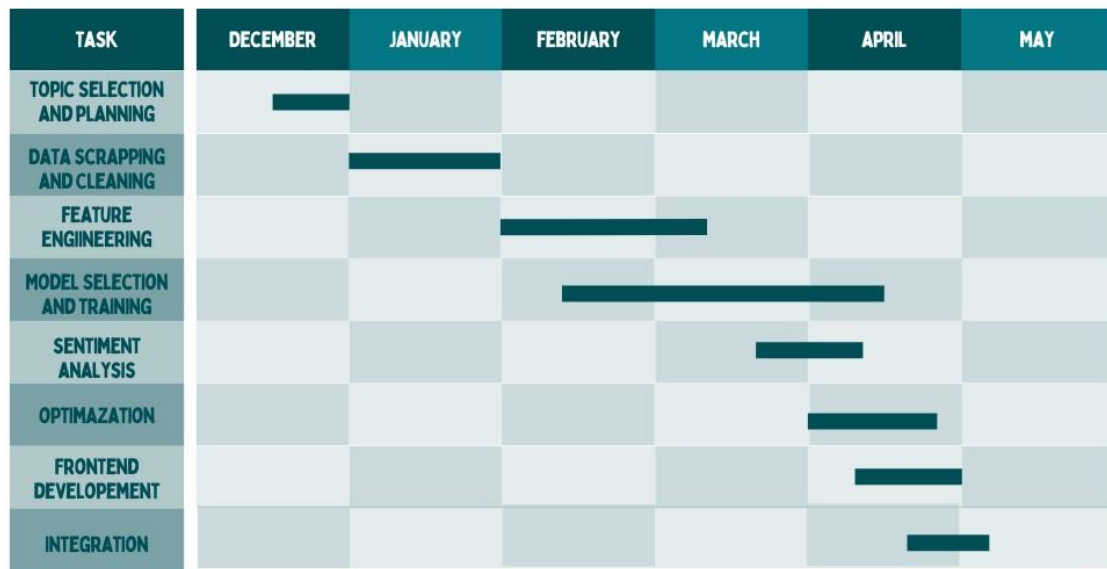 TASK
DECEMBER
JANUARY
FEBRUARY
MARCH
APRIL
MAY
TOPIC SELECTION
AND PLANNING
DATA SCRAPPING
AND CLEANING
FEATURE
ENGIINEERING
MODEL SELECTION
AND TRAINING
SENTIMENT
ANALYSIS
OPTIMAZATION
FRONTEND
DEVELOPEMENT
INTEGRATION